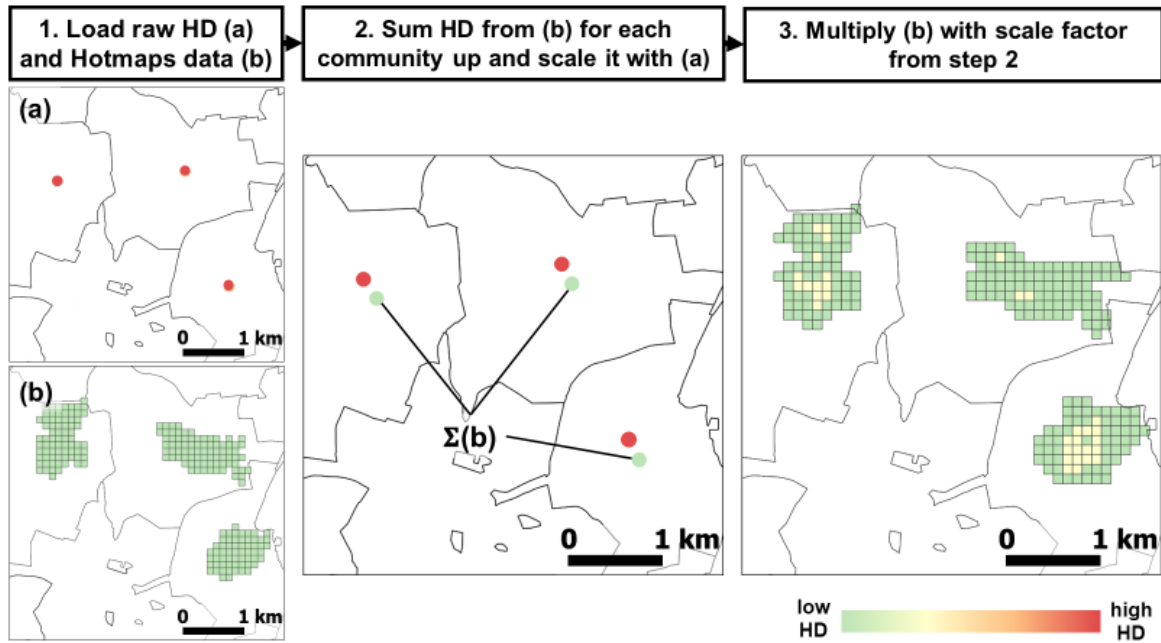 1. Load raw HD (a)
and Hotmaps data (b)
2. Sum HD from (b) for each
community up and scale it with (a)
3. Multiply (b) with scale factor
from step 2
(a)
0 1 km
(b)
0 1 km
Σ(b)
0 1 km
0 1 km
low
HD
high
HD